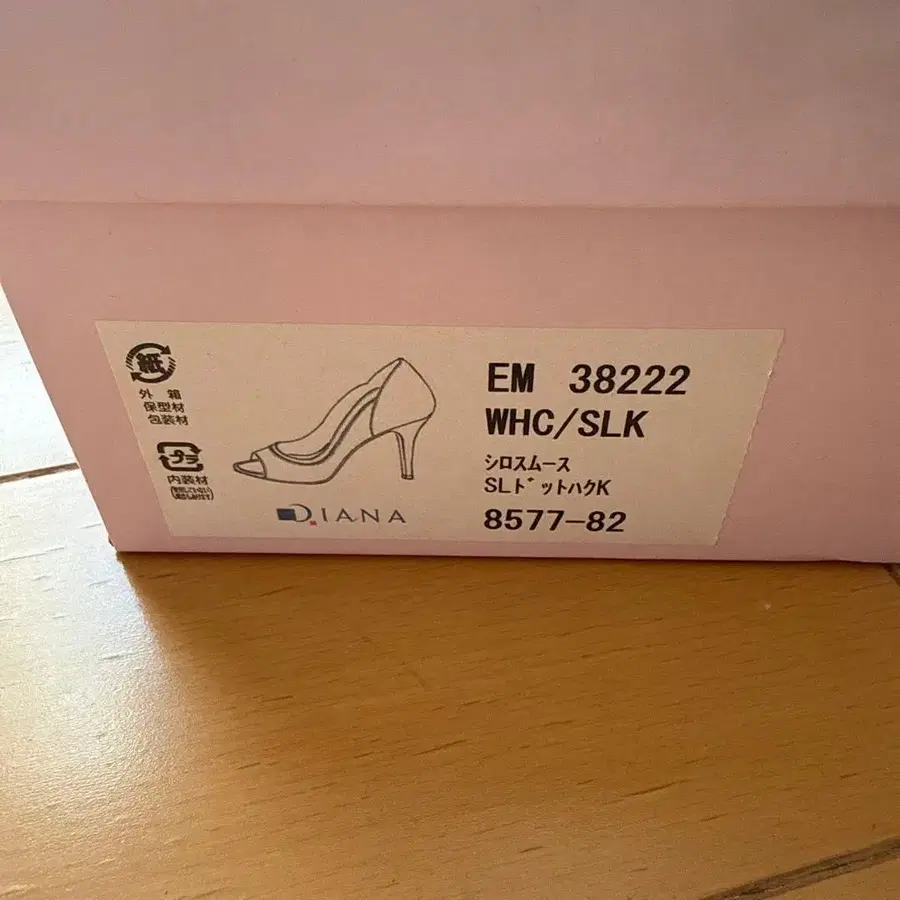 紙
外 箱
保型材
包装材
プラ
内装材
DIANA
EM 38222
WHC/SLK
シロスムース
SLドットハクK
8577-82